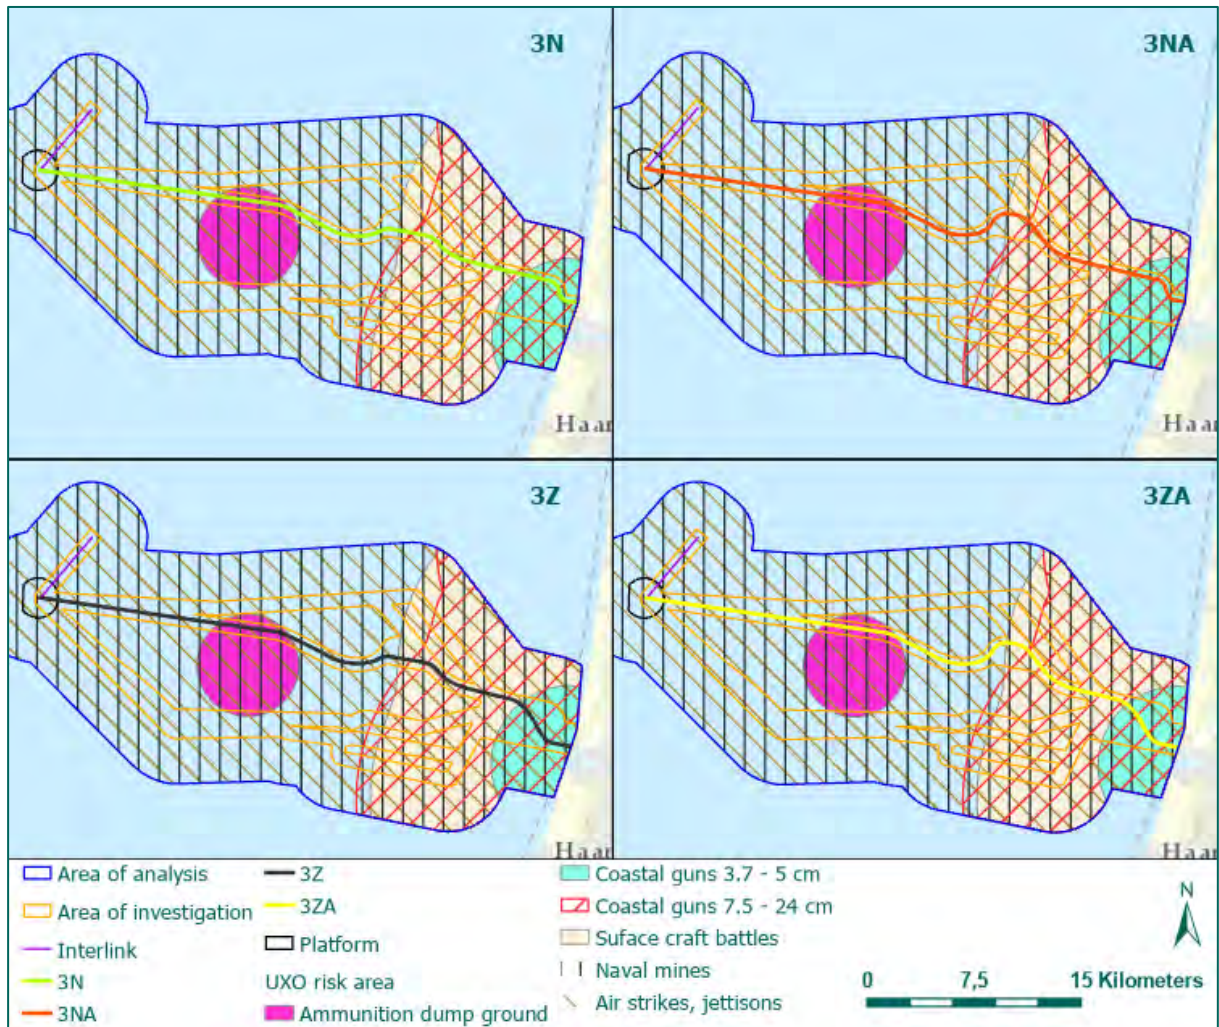 3N
3NA
Haar
Haar
3Z
3ZA
Haar
Haar
Area of analysis
Area of investigation
Interlink
3N
3NA
3Z
3ZA
Platform
UXO risk area
Ammunition dump ground
Coastal guns 3.7 - 5 cm
Coastal guns 7.5 - 24 cm
Suface craft battles
Naval mines
Air strikes, jettisons
N
0 7,5 15 Kilometers